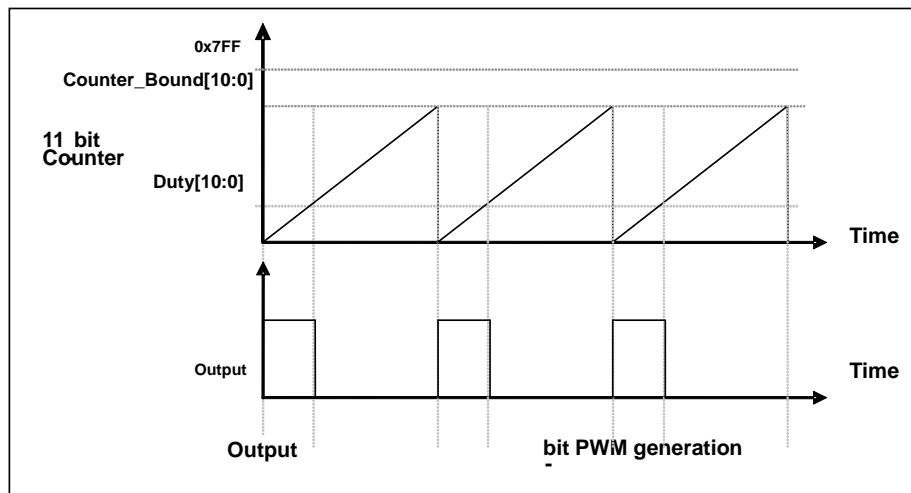 0x7FF
Counter_Bound[10:0]
11 bit
Counter
Duty[10:0]
Time
Output
Time
Output
bit PWM generation